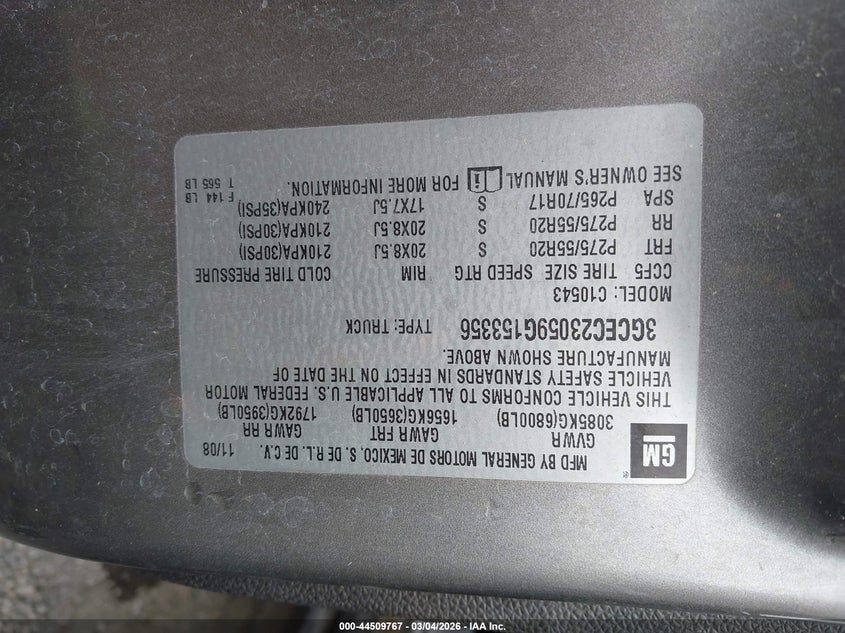 MFD BY GENERAL MOTORS DE MEXICO, S. DE R.L. DE C.V. 11/08
GM
GVWR GAWR FRT GAWR RR
3085KG(6800LB) 1656KG(3650LB) 1792KG(3950LB)
THIS VEHICLE CONFORMS TO ALL APPLICABLE U.S. FEDERAL MOTOR
VEHICLE SAFETY STANDARDS IN EFFECT ON THE DATE OF
MANUFACTURE SHOWN ABOVE.
3GCEC23059G153356 TYPE: TRUCK
MODEL: C10543
CCF5 TIRE SIZE SPEED RTG RIM COLD TIRE PRESSURE
FRT P275/55R20 S 20X8.5J 210KPA(30PSI)
RR P275/55R20 S 20X8.5J 210KPA(30PSI)
SPA P265/70R17 S 17X7.5J 240KPA(35PSI)
SEE OWNER'S MANUAL FOR MORE INFORMATION.
F 144 LB
T 565 LB
000-44509767 - 03/04/2026 - IAA Inc.